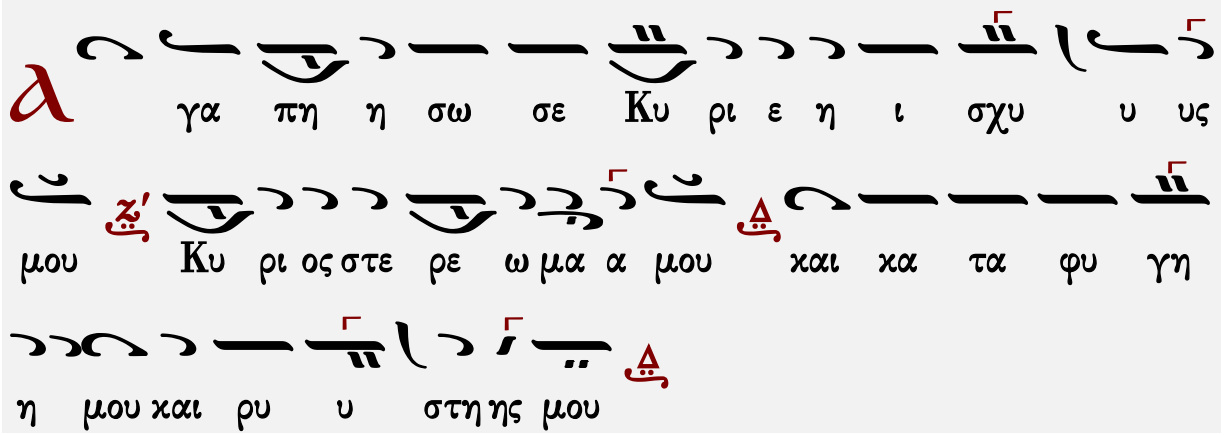 α γα πη η σω σε Κυ ρι ε η ι σχυ υ υς
μου Ζ′ Κυ ρι ος στε ρε ω μα α μου Δ και κα τα φυ γη
η μου και ρυ υ στη ης μου Δ